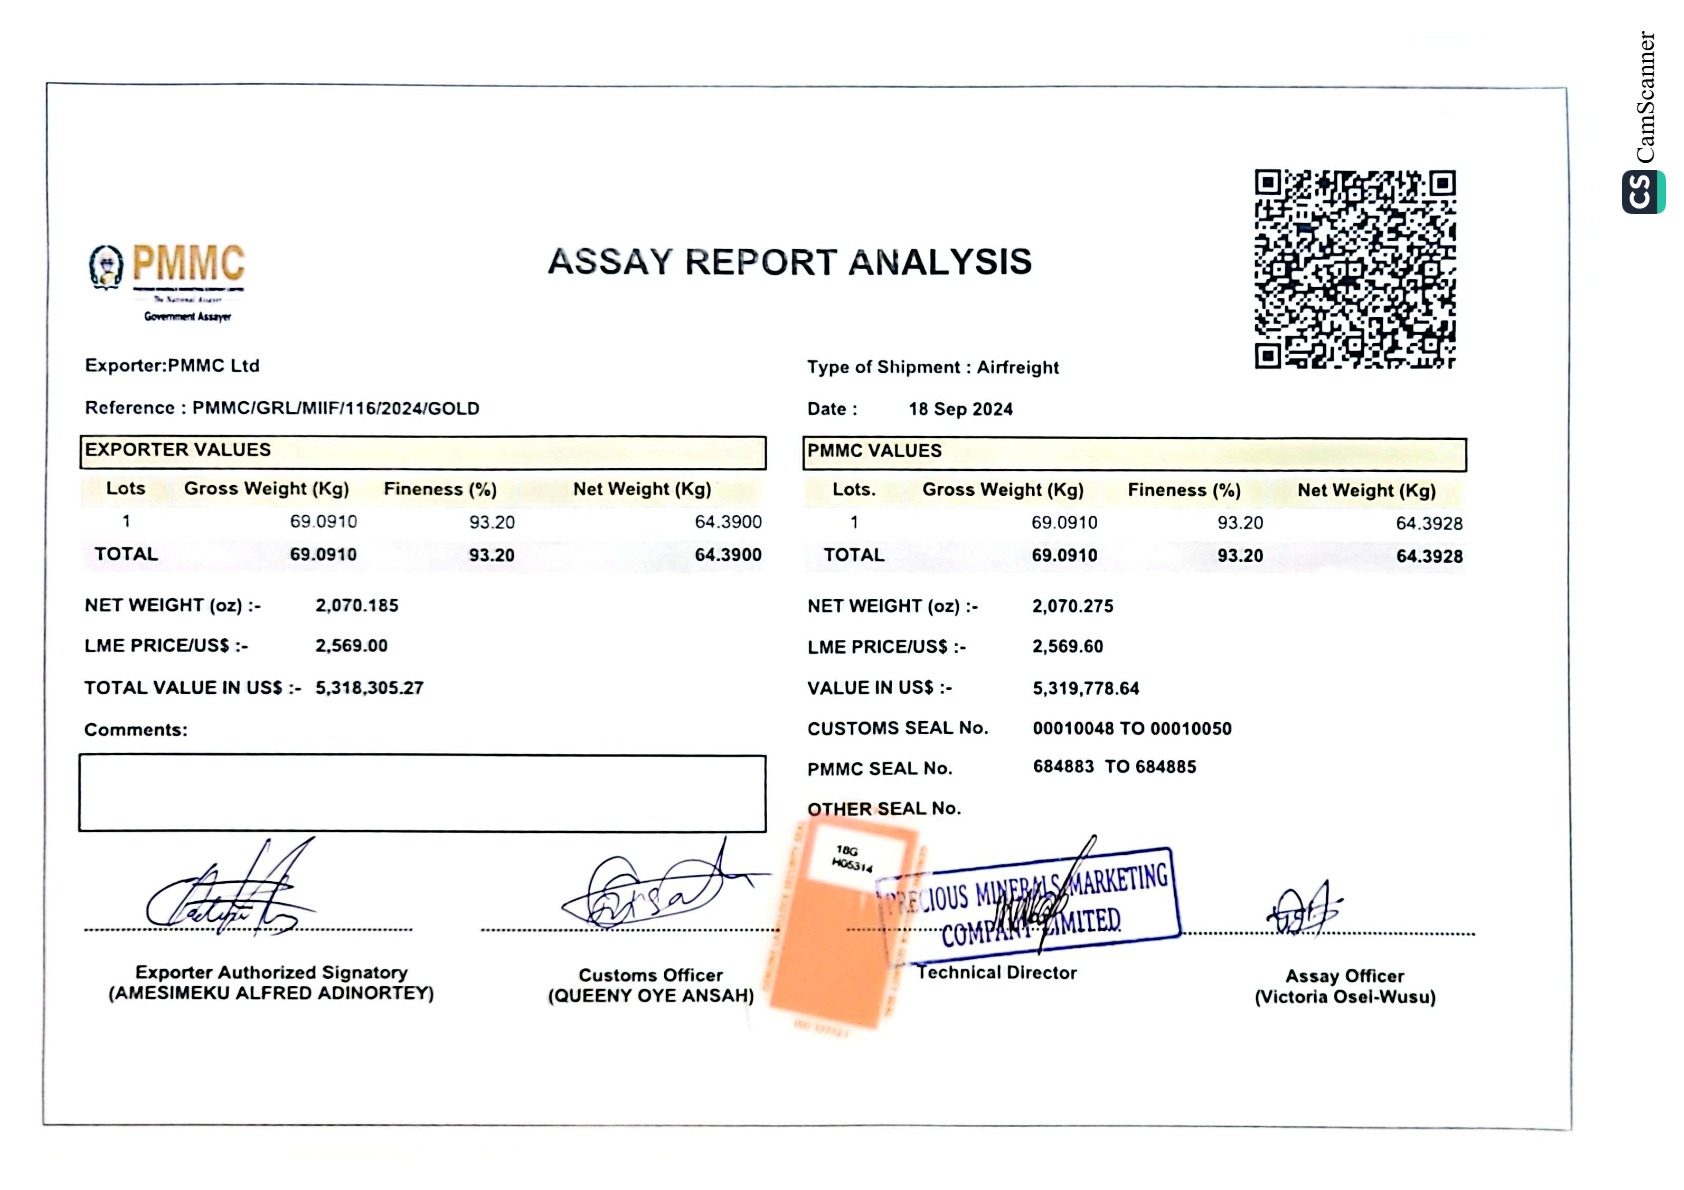 CamScanner
CS
PMMC
The National Assayer
Government Assayer
ASSAY REPORT ANALYSIS
Exporter:PMMC Ltd
Type of Shipment : Airfreight
Reference : PMMC/GRL/MIIF/116/2024/GOLD
Date : 18 Sep 2024
EXPORTER VALUES
Lots Gross Weight (Kg) Fineness (%) Net Weight (Kg)
1 69.0910 93.20 64.3900
TOTAL 69.0910 93.20 64.3900
NET WEIGHT (oz) :- 2,070.185
LME PRICE/US$ :- 2,569.00
TOTAL VALUE IN US$ :- 5,318,305.27
Comments:
PMMC VALUES
Lots. Gross Weight (Kg) Fineness (%) Net Weight (Kg)
1 69.0910 93.20 64.3928
TOTAL 69.0910 93.20 64.3928
NET WEIGHT (oz) :- 2,070.275
LME PRICE/US$ :- 2,569.60
VALUE IN US$ :- 5,319,778.64
CUSTOMS SEAL No. 00010048 TO 00010050
PMMC SEAL No. 684883 TO 684885
OTHER SEAL No.
18G
H05314
PRECIOUS MINERALS MARKETING
COMPANY LIMITED
Exporter Authorized Signatory
(AMESIMEKU ALFRED ADINORTEY)
Customs Officer
(QUEENY OYE ANSAH)
Technical Director
Assay Officer
(Victoria Osei-Wusu)